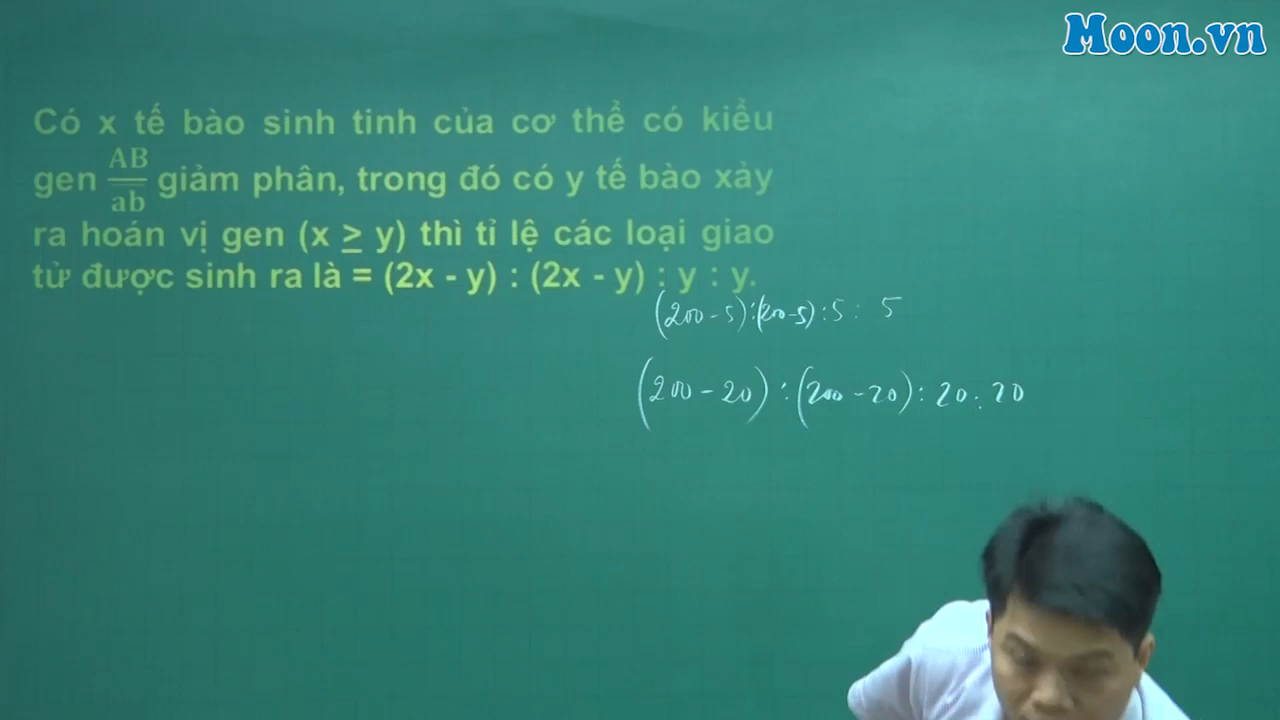 Moon.vn
Có x tế bào sinh tinh của cơ thể có kiểu
gen AB/ab giảm phân, trong đó có y tế bào xảy
ra hoán vị gen (x ≥ y) thì tỉ lệ các loại giao
tử được sinh ra là = (2x - y) : (2x - y) : y : y.
(200 - 5) : (200 - 5) : 5 : 5
(200 - 20) : (200 - 20) : 20 : 20